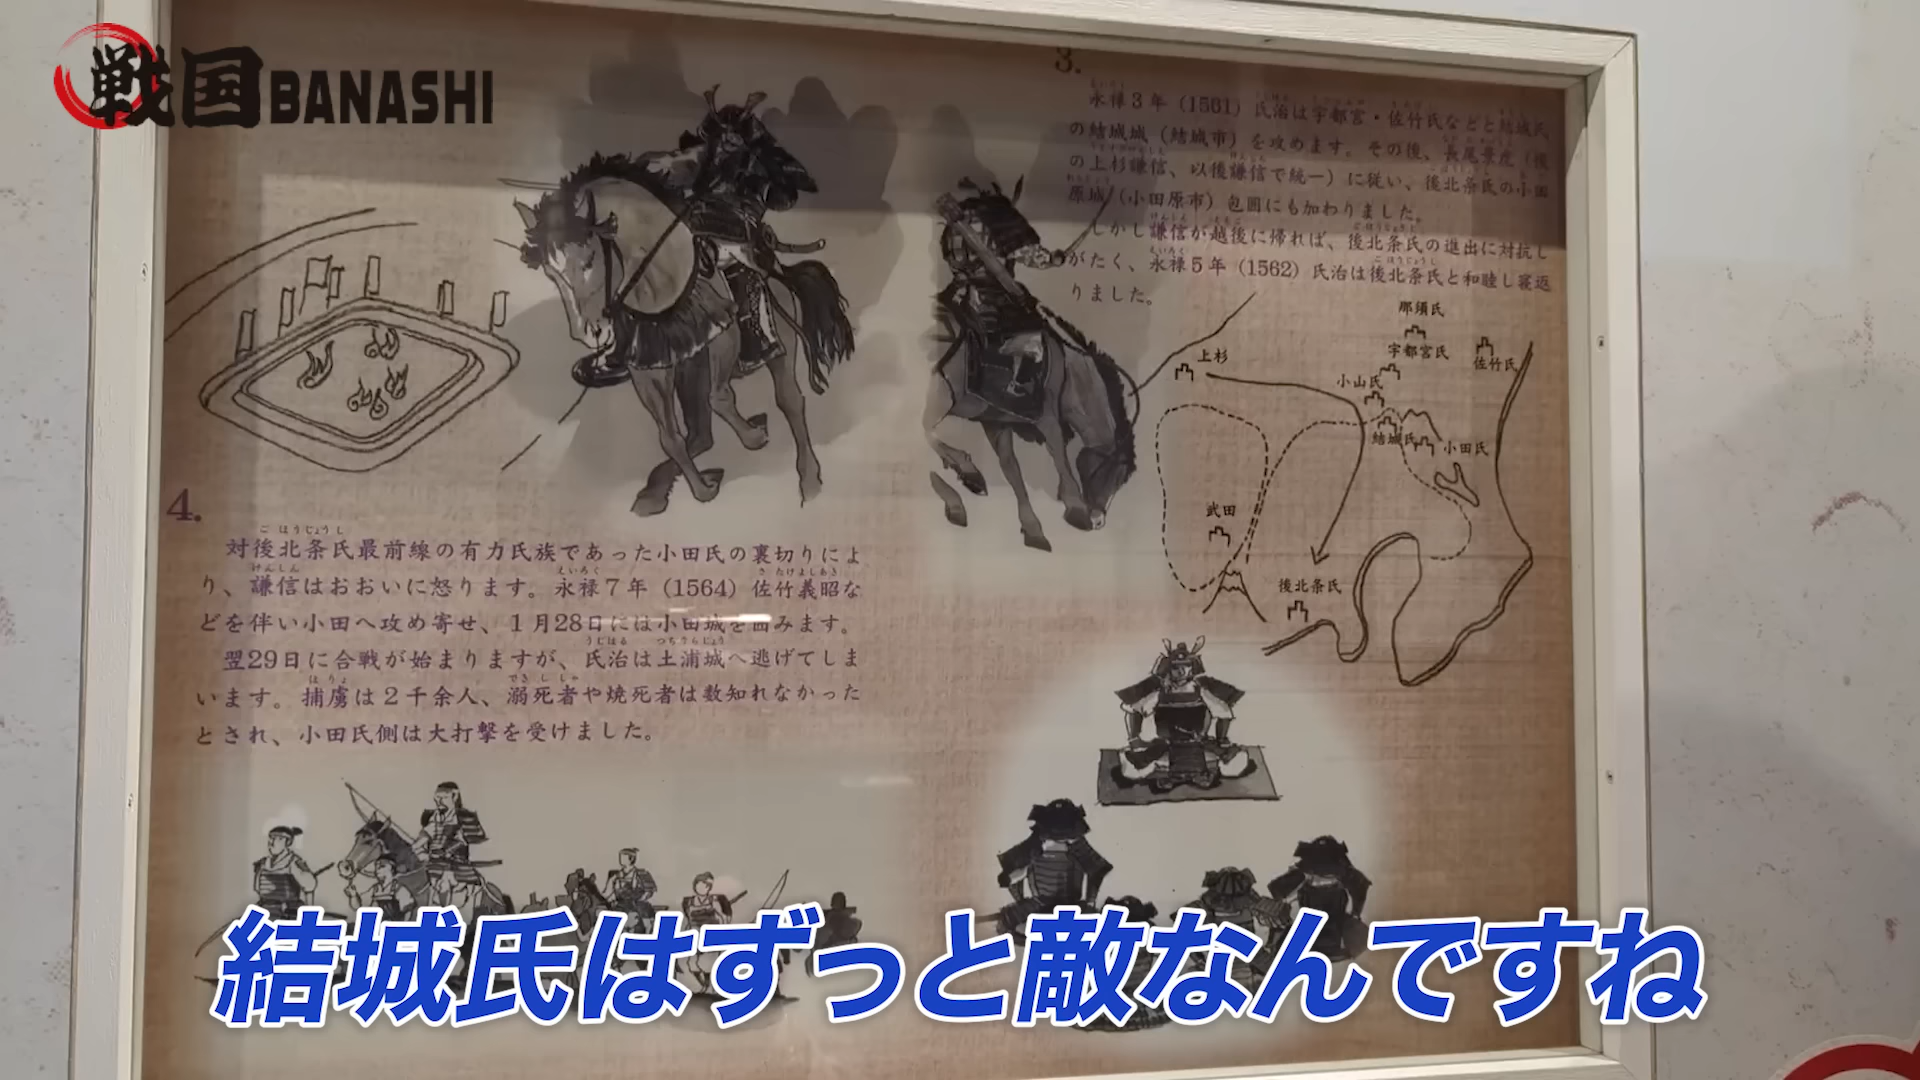 戦国BANASHI
3.
永禄3年（1561）氏治は宇都宮・佐竹氏などと結城氏
の結城城（結城市）を攻めます。その後、長尾景虎（後
の上杉謙信、以後謙信で統一）に従い、後北条氏の小田
原城（小田原市）包囲にも加わりました。
しかし謙信が越後に帰れば、後北条氏の進出に対抗し
がたく、永禄5年（1562）氏治は後北条氏と和睦し寝返
りました。
那須氏
宇都宮氏
佐竹氏
上杉
小山氏
結城氏
小田氏
武田
後北条氏
4.
対後北条氏最前線の有力氏族であった小田氏の裏切りによ
り、謙信はおおいに怒ります。永禄7年（1564）佐竹義昭な
どを伴い小田へ攻め寄せ、1月28日には小田城を囲みます。
翌29日に合戦が始まりますが、氏治は土浦城へ逃げてしま
います。捕虜は2千余人、溺死者や焼死者は数知れなかった
とされ、小田氏側は大打撃を受けました。
結城氏はずっと敵なんですね